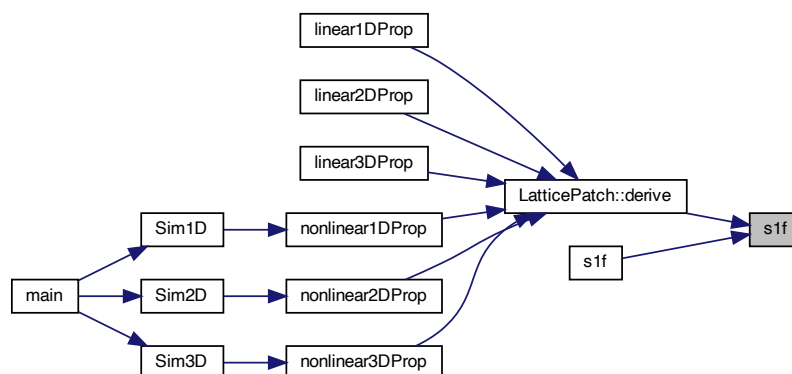 linear1DProp
linear2DProp
linear3DProp
LatticePatch::derive
Sim1D
nonlinear1DProp
s1f
s1f
main
Sim2D
nonlinear2DProp
Sim3D
nonlinear3DProp